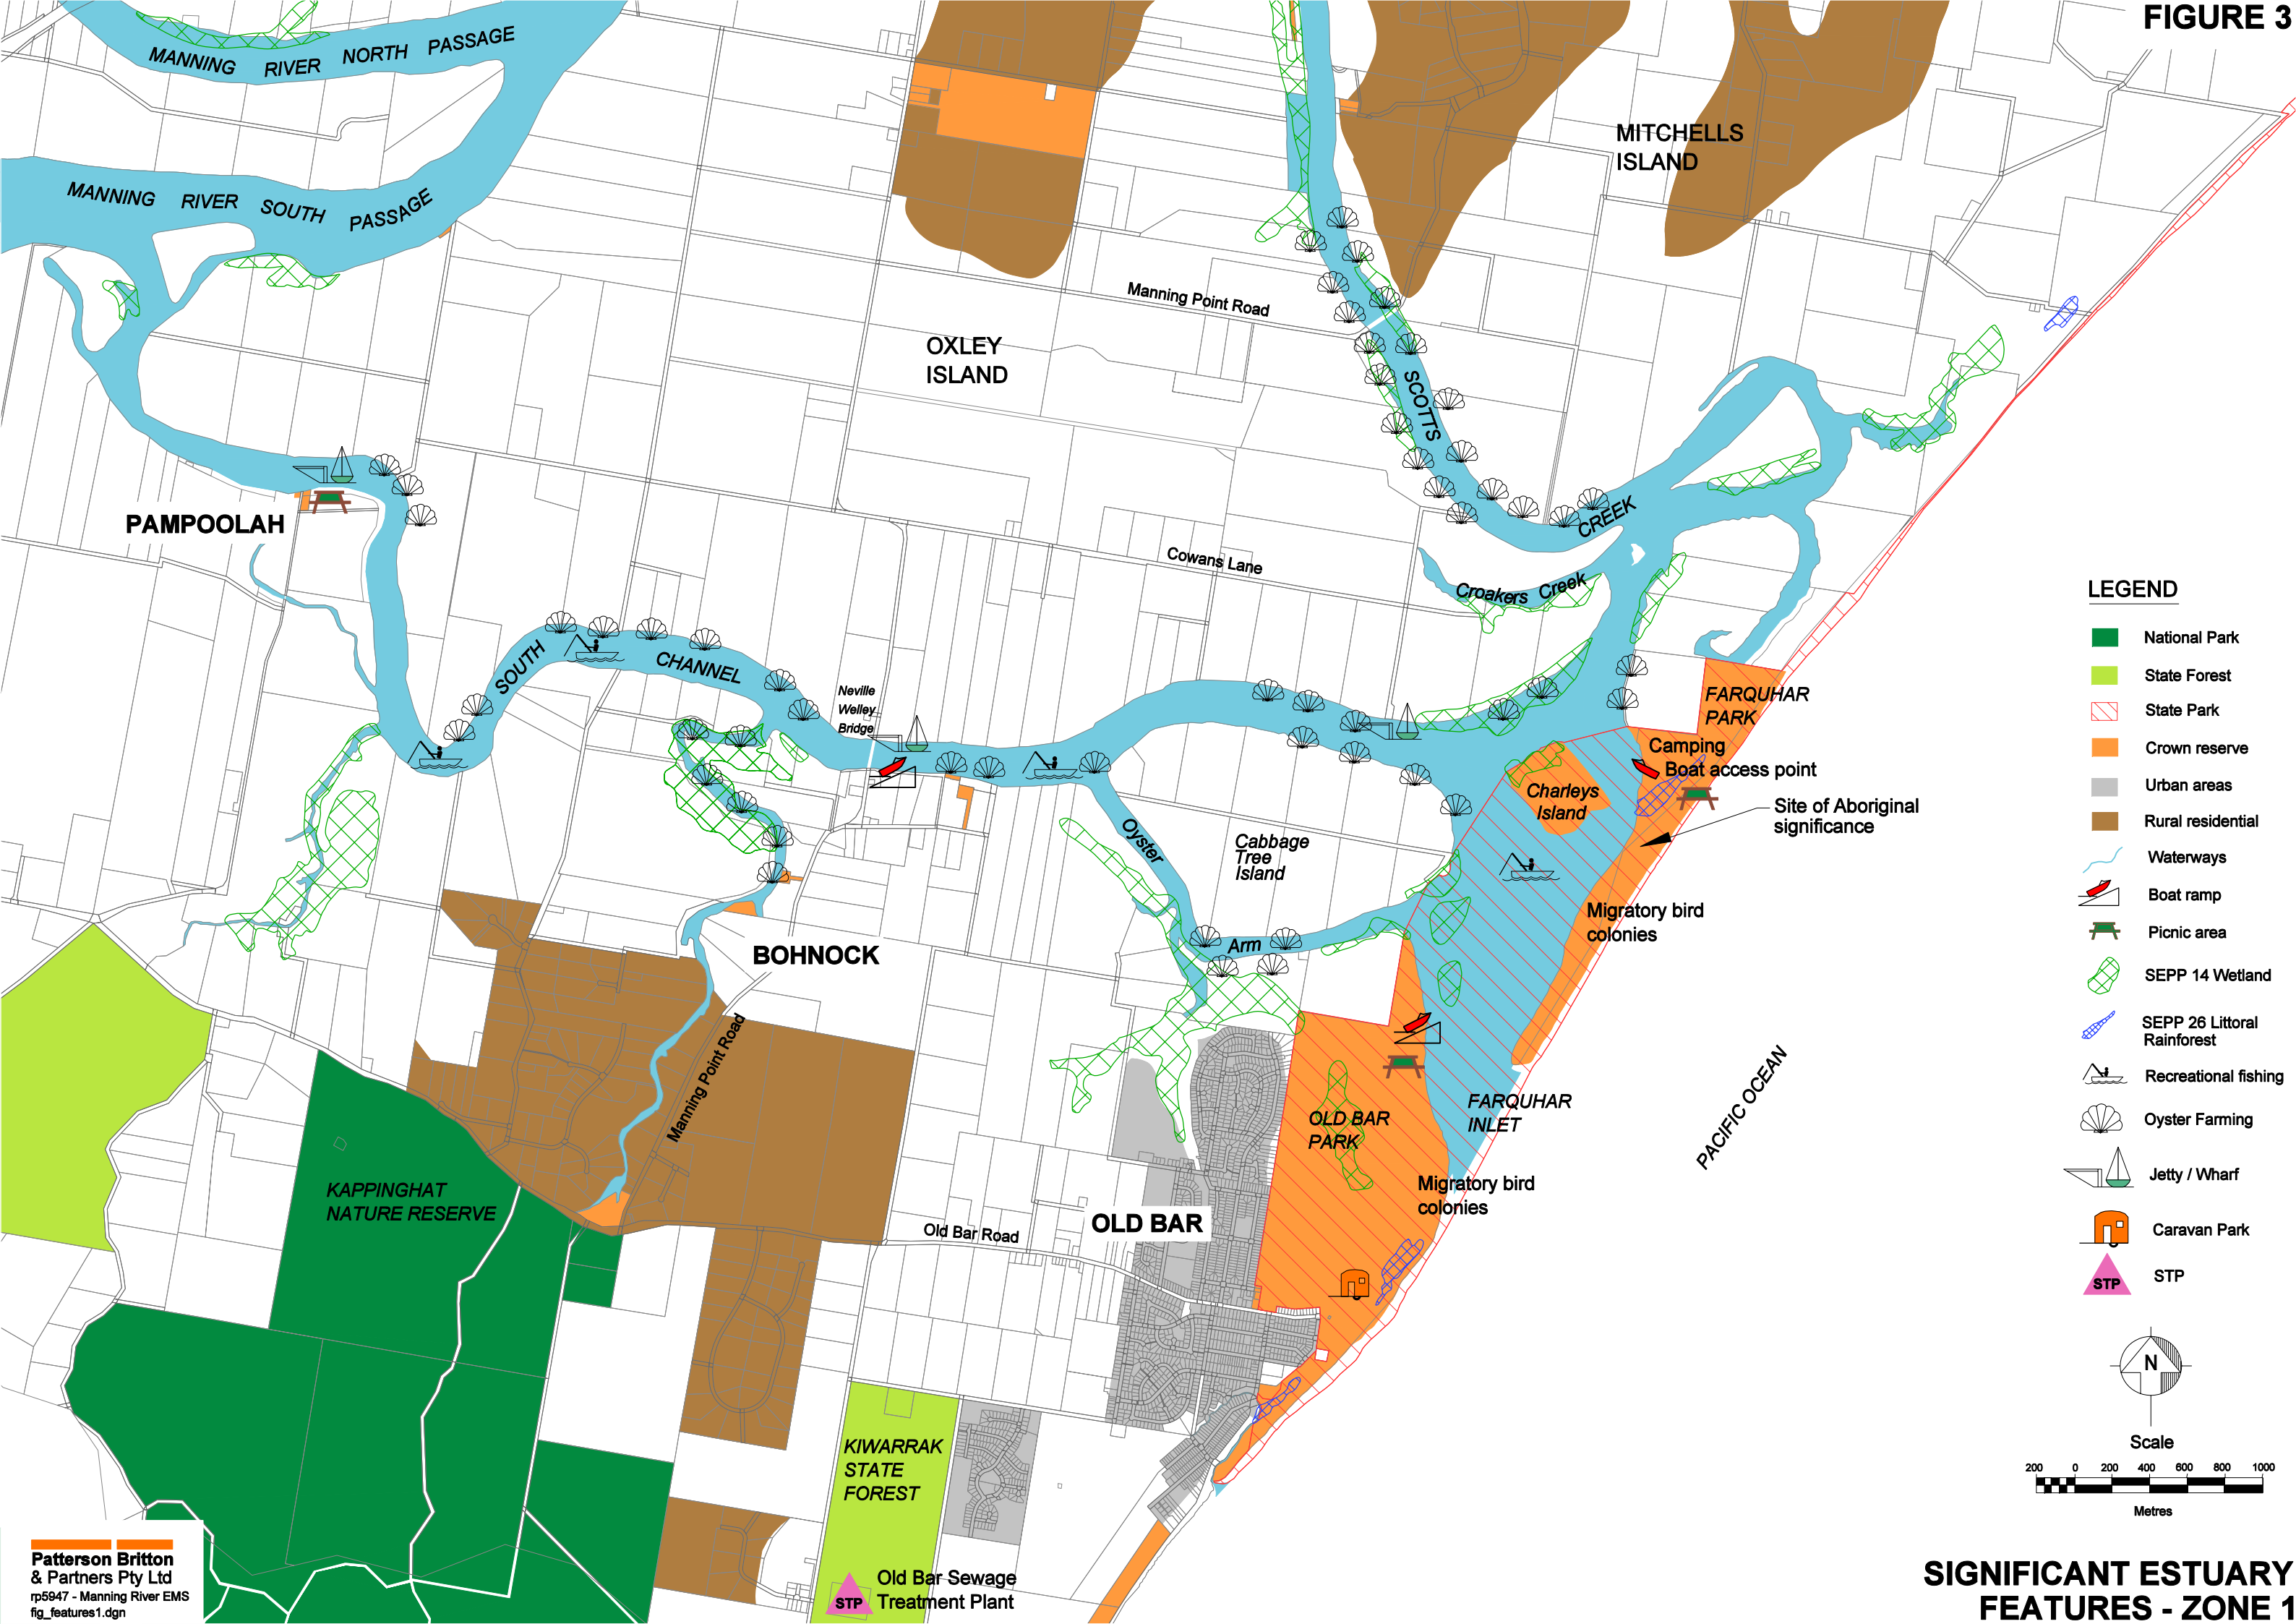 FIGURE 3
MANNING RIVER NORTH PASSAGE
MANNING RIVER SOUTH PASSAGE
MITCHELLS
ISLAND
Manning Point Road
OXLEY
ISLAND
SCOTTS
CREEK
PAMPOOLAH
Cowans Lane
Croakers Creek
SOUTH
CHANNEL
Neville
Welley
Bridge
FARQUHAR
PARK
Camping
Boat access point
Charleys
Island
Site of Aboriginal
significance
Oyster
Cabbage
Tree
Island
Arm
Migratory bird
colonies
BOHNOCK
Manning Point Road
OLD BAR
PARK
FARQUHAR
INLET
PACIFIC OCEAN
Migratory bird
colonies
KAPPINGHAT
NATURE RESERVE
Old Bar Road
OLD BAR
KIWARRAK
STATE
FOREST
STP
Old Bar Sewage
Treatment Plant
LEGEND
National Park
State Forest
State Park
Crown reserve
Urban areas
Rural residential
Waterways
Boat ramp
Picnic area
SEPP 14 Wetland
SEPP 26 Littoral
Rainforest
Recreational fishing
Oyster Farming
Jetty / Wharf
Caravan Park
STP
STP
N
Scale
200 0 200 400 600 800 1000
Metres
Patterson Britton
& Partners Pty Ltd
rp5947 - Manning River EMS
fig_features1.dgn
SIGNIFICANT ESTUARY
FEATURES - ZONE 1